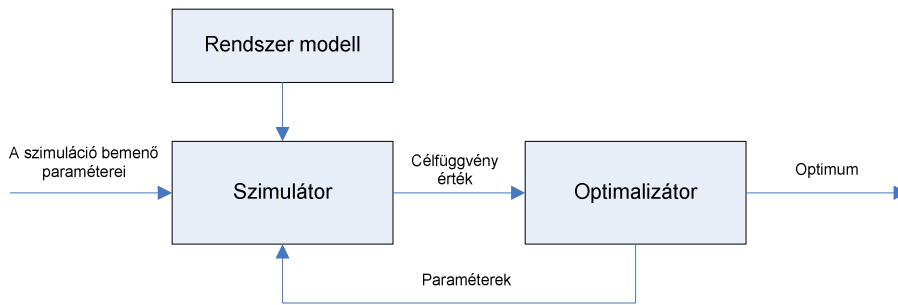 Rendszer modell
A szimuláció bemenő
paraméterei
Szimulátor
Célfüggvény
érték
Optimalizátor
Optimum
Paraméterek